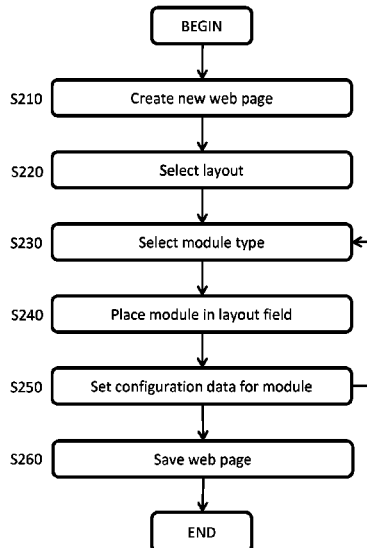 BEGIN
S210 Create new web page
S220 Select layout
S230 Select module type
S240 Place module in layout field
S250 Set configuration data for module
S260 Save web page
END